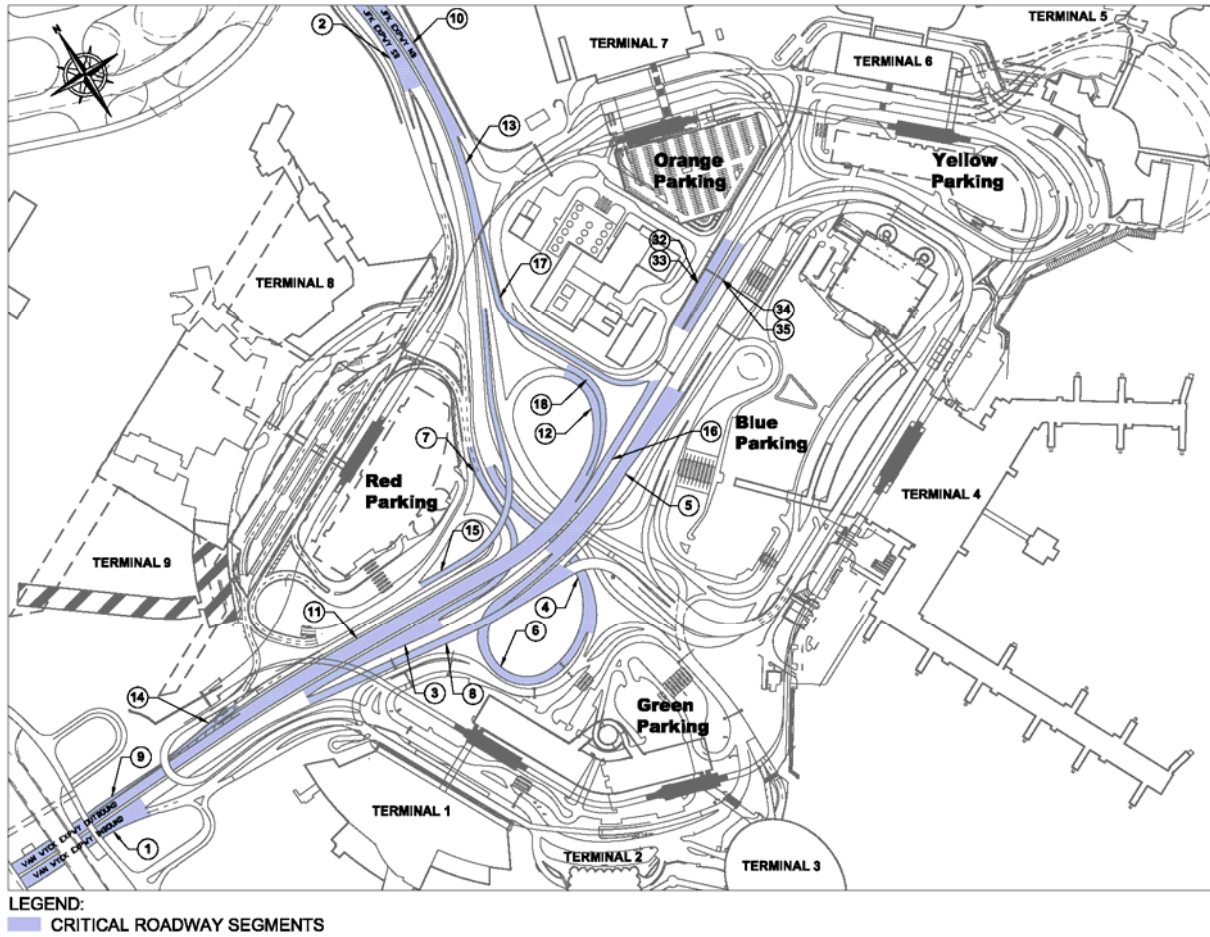 N
2
JFK EXPWY SB
JFK EXPWY NB
10
TERMINAL 7
TERMINAL 5
TERMINAL 6
13
Orange
Parking
Yellow
Parking
32
33
17
34
35
TERMINAL 8
18
12
7
16
5
Blue
Parking
Red
Parking
TERMINAL 4
15
TERMINAL 9
4
11
6
3
8
14
Green
Parking
9
VAN WYCK EXPWY OUTBOUND
VAN WYCK EXPWY INBOUND
1
TERMINAL 1
TERMINAL 2
TERMINAL 3
LEGEND:
CRITICAL ROADWAY SEGMENTS